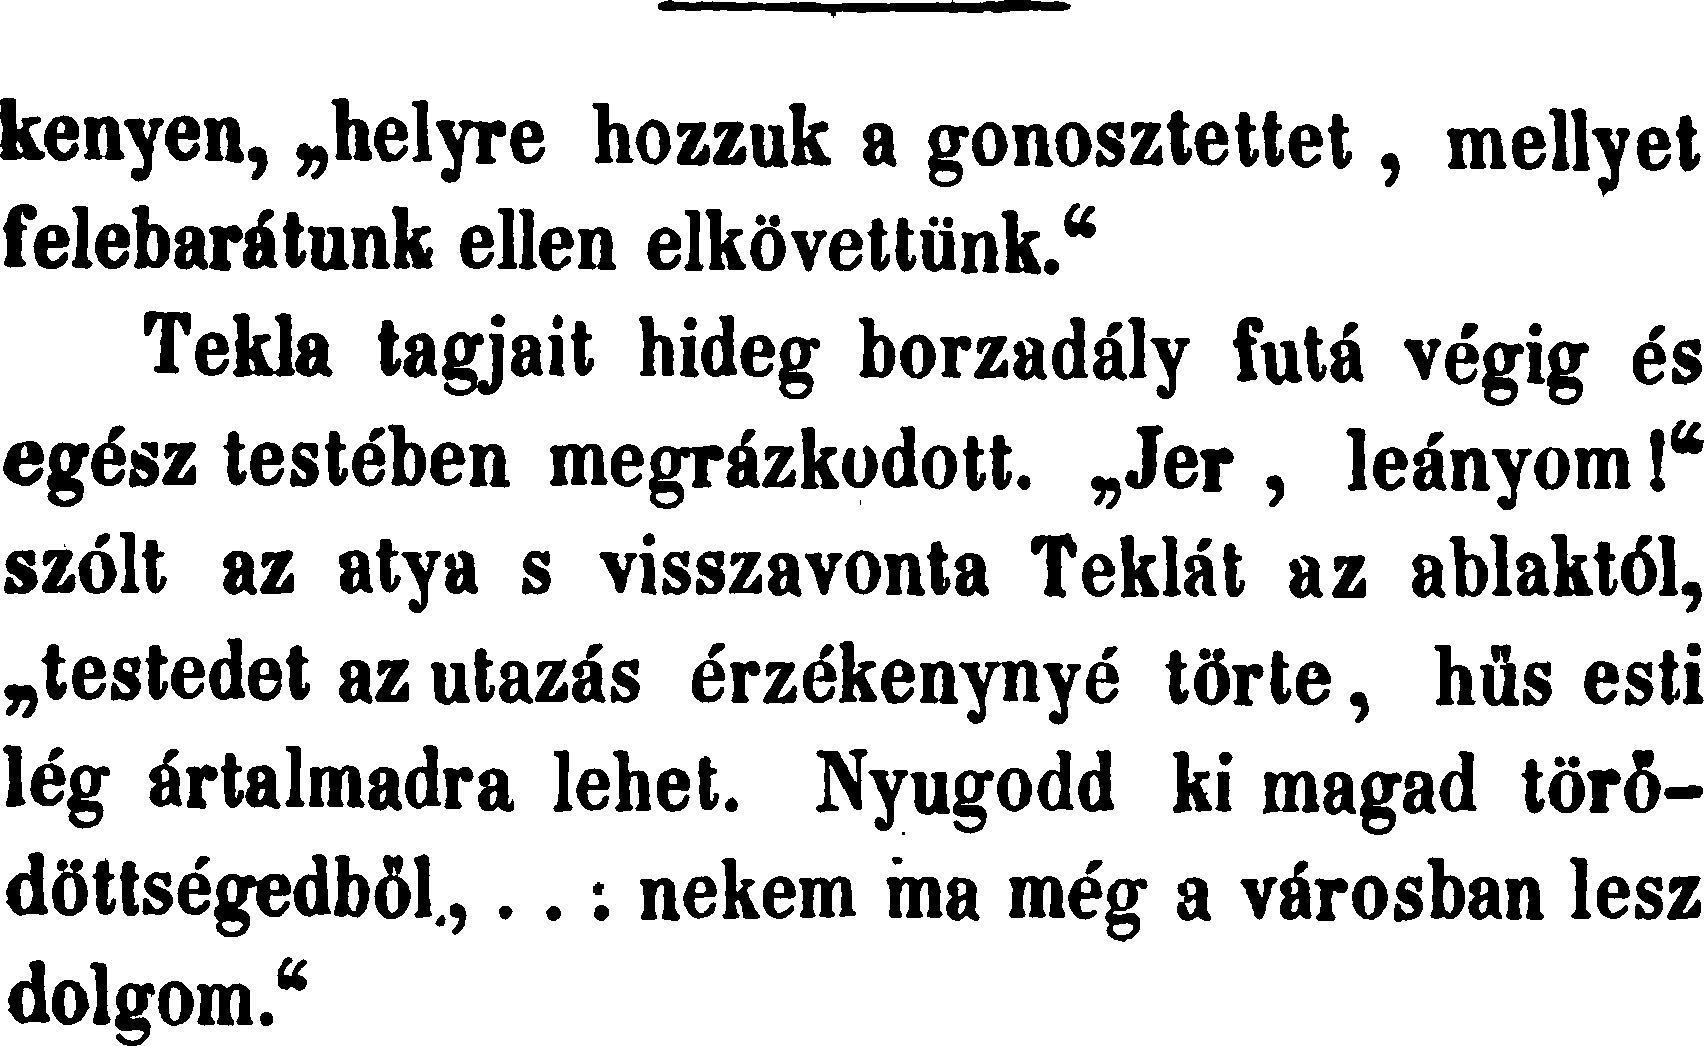 kenyen, „helyre hozzuk a gonosztettet, mellyet
felebarátunk ellen elkövettünk.“
Tekla tagjait hideg borzadály futá végig és
egész testében megrázkodott. „Jer, leányom!“
szólt az atya s visszavonta Teklát az ablaktól,
„testedet az utazás érzékenynyé törte, hűs esti
lég ártalmadra lehet. Nyugodd ki magad törő-
döttségedből., . . : nekem ma még a városban lesz
dolgom.“